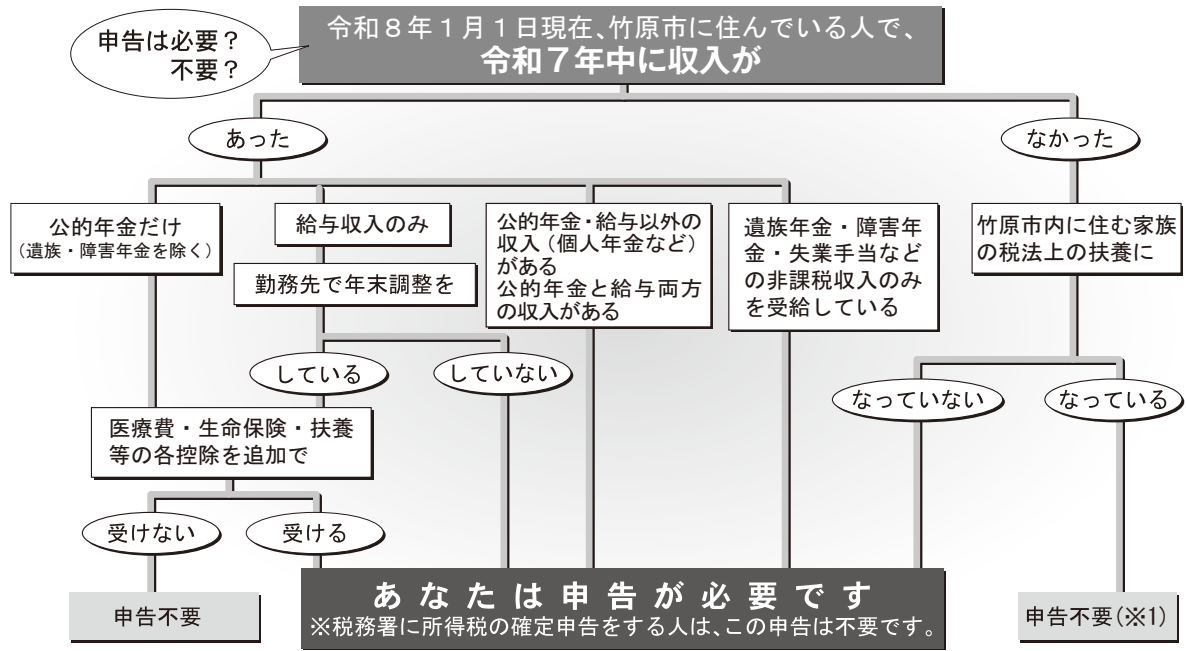 申告は必要？
不要？
令和８年１月１日現在、竹原市に住んでいる人で、
令和７年中に収入が
あった
なかった
公的年金だけ
（遺族・障害年金を除く）
給与収入のみ
勤務先で年末調整を
公的年金・給与以外の
収入（個人年金など）
がある
公的年金と給与両方
の収入がある
遺族年金・障害年
金・失業手当など
の非課税収入のみ
を受給している
竹原市内に住む家族
の税法上の扶養に
している
していない
なっていない
なっている
医療費・生命保険・扶養
等の各控除を追加で
受けない
受ける
申告不要
あなたは申告が必要です
※税務署に所得税の確定申告をする人は、この申告は不要です。
申告不要（※1）